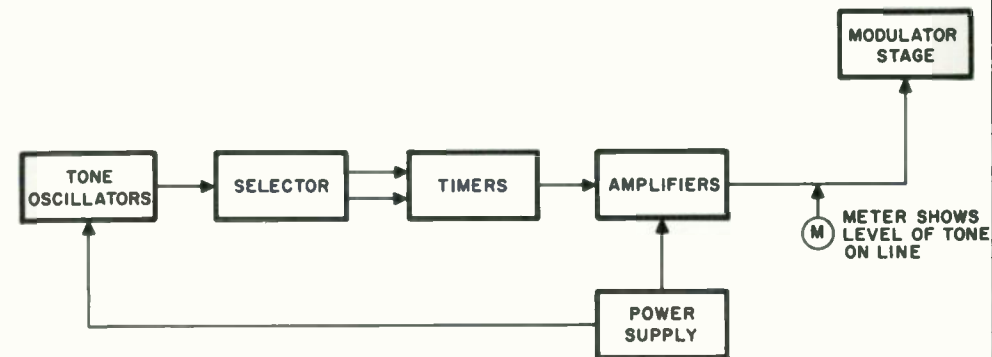 MODULATOR
STAGE
TONE
OSCILLATORS
SELECTOR
TIMERS
AMPLIFIERS
M
METER SHOWS
LEVEL OF TONE
ON LINE
POWER
SUPPLY